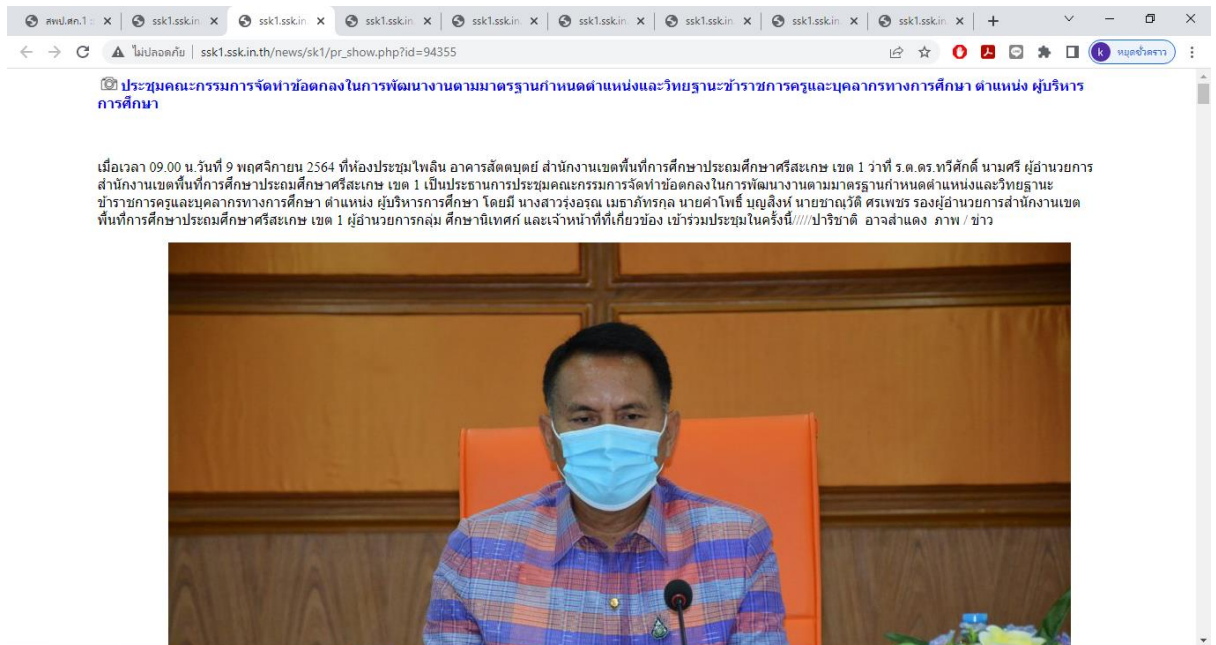 สพป.ศก.1 ::
ssk1.ssk.in
ssk1.ssk.in
ssk1.ssk.in.
ssk1.ssk.in.
ssk1.ssk.in.
ssk1.ssk.in.
ssk1.ssk.in.
ssk1.ssk.in
ไม่ปลอดภัย | ssk1.ssk.in.th/news/sk1/pr_show.php?id=94355
k หยุดชั่วคราว
ประชุมคณะกรรมการจัดทำข้อตกลงในการพัฒนางานตามมาตรฐานกำหนดตำแหน่งและวิทยฐานะข้าราชการครูและบุคลากรทางการศึกษา ตำแหน่ง ผู้บริหาร
การศึกษา
เมื่อเวลา 09.00 น.วันที่ 9 พฤศจิกายน 2564 ที่ห้องประชุมไพลิน อาคารสัตตบุตย์ สำนักงานเขตพื้นที่การศึกษาประถมศึกษาศรีสะเกษ เขต 1 ว่าที่ ร.ต.ดร.ทวีศักดิ์ นามศรี ผู้อำนวยการ
สำนักงานเขตพื้นที่การศึกษาประถมศึกษาศรีสะเกษ เขต 1 เป็นประธานการประชุมคณะกรรมการจัดทำข้อตกลงในการพัฒนางานตามมาตรฐานกำหนดตำแหน่งและวิทยฐานะ
ข้าราชการครูและบุคลากรทางการศึกษา ตำแหน่ง ผู้บริหารการศึกษา โดยมี นางสาวรุ่งอรุณ เมธาภัทรกุล นายคำโพธิ์ บุญสิงห์ นายชาญวัติ ศรเพชร รองผู้อำนวยการสำนักงานเขต
พื้นที่การศึกษาประถมศึกษาศรีสะเกษ เขต 1 ผู้อำนวยการกลุ่ม ศึกษานิเทศก์ และเจ้าหน้าที่ที่เกี่ยวข้อง เข้าร่วมประชุมในครั้งนี้/////ปาริชาติ อาจสำแดง ภาพ / ข่าว